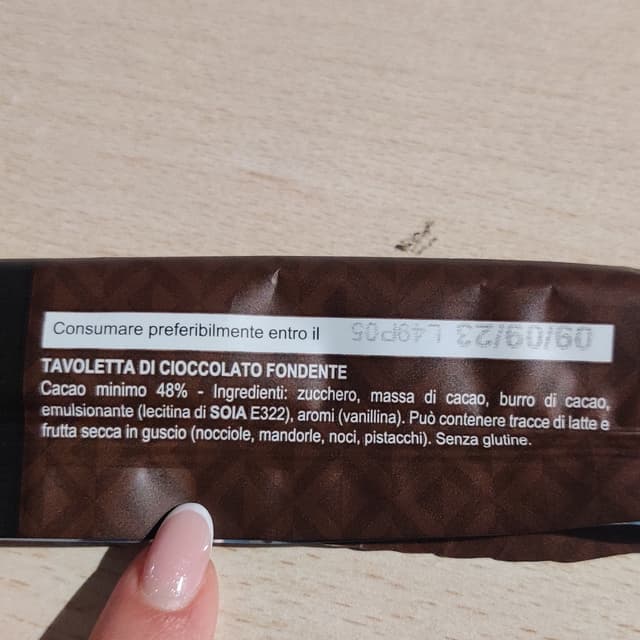 Consumare preferibilmente entro il 09/09/23 L49P05
TAVOLETTA DI CIOCCOLATO FONDENTE
Cacao minimo 48% - Ingredienti: zucchero, massa di cacao, burro di cacao,
emulsionante (lecitina di SOIA E322), aromi (vanillina). Può contenere tracce di latte e
frutta secca in guscio (nocciole, mandorle, noci, pistacchi). Senza glutine.